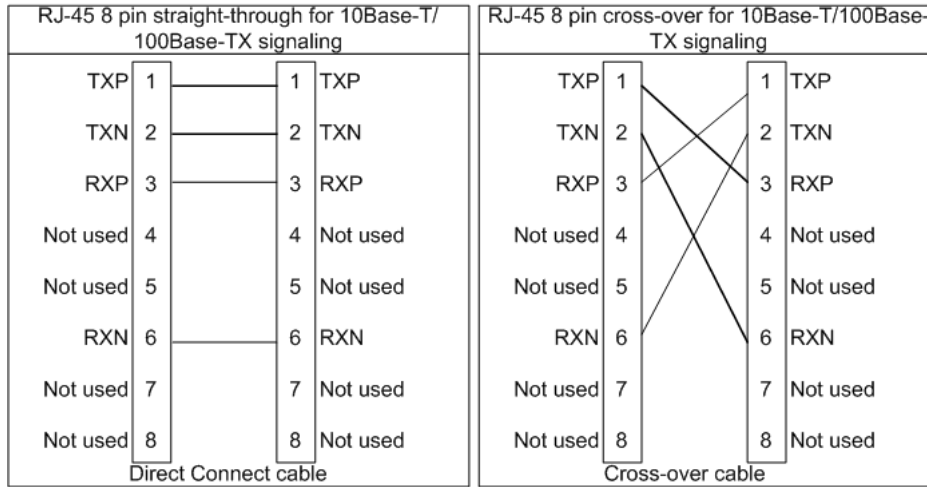 RJ-45 8 pin straight-through for 10Base-T/
100Base-TX signaling
TXP 1 1 TXP
TXN 2 2 TXN
RXP 3 3 RXP
Not used 4 4 Not used
Not used 5 5 Not used
RXN 6 6 RXN
Not used 7 7 Not used
Not used 8 8 Not used
Direct Connect cable
RJ-45 8 pin cross-over for 10Base-T/100Base-
TX signaling
TXP 1 1 TXP
TXN 2 2 TXN
RXP 3 3 RXP
Not used 4 4 Not used
Not used 5 5 Not used
RXN 6 6 RXN
Not used 7 7 Not used
Not used 8 8 Not used
Cross-over cable